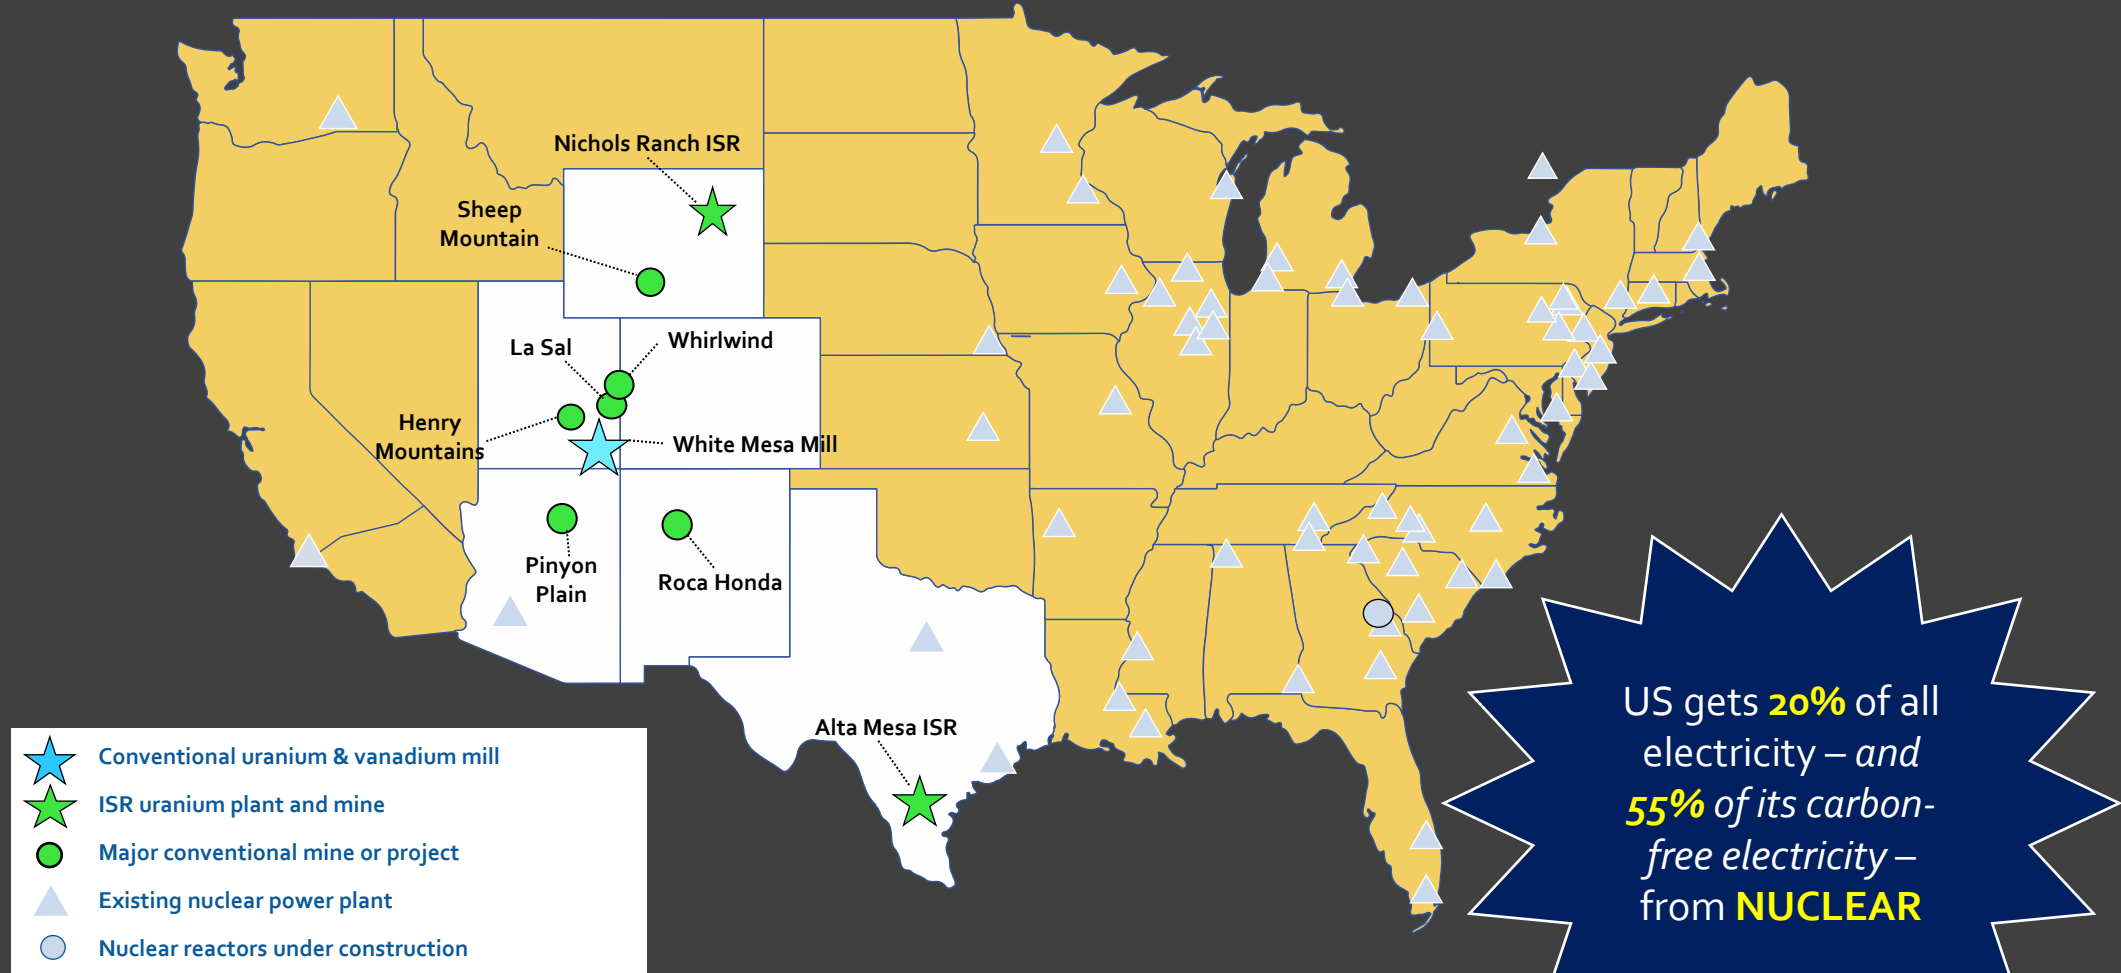 Nichols Ranch ISR
Sheep
Mountain
Whirlwind
La Sal
Henry
Mountains
White Mesa Mill
Pinyon
Plain
Roca Honda
Alta Mesa ISR
Conventional uranium & vanadium mill
ISR uranium plant and mine
Major conventional mine or project
Existing nuclear power plant
Nuclear reactors under construction
US gets 20% of all
electricity – and
55% of its carbon-
free electricity –
from NUCLEAR